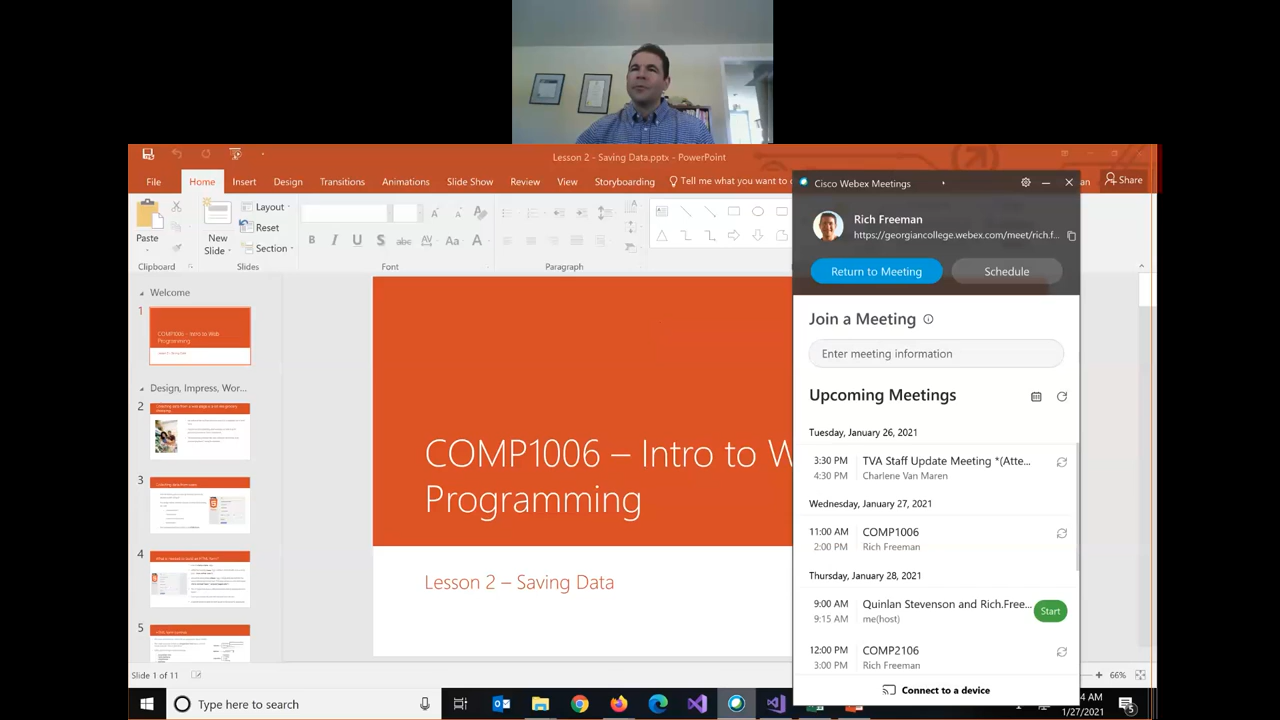 Lesson 2 - Saving Data.pptx - PowerPoint
File Home Insert Design Transitions Animations Slide Show Review View Storyboarding Tell me what you want to
Share
Paste
New Slide
Layout
Reset
Section
B I U S abc AV Aa A
Clipboard Slides Font Paragraph
Welcome
1
COMP1006 – Intro to Web
Programming
Design, Impress, Wor...
2
3
4
5
COMP1006 – Intro to W
Programming
Lesson 2 – Saving Data
Cisco Webex Meetings
Rich Freeman
https://georgiancollege.webex.com/meet/rich.f...
Return to Meeting Schedule
Join a Meeting
Enter meeting information
Upcoming Meetings
Tuesday, January 26, 2021
3:30 PM TVA Staff Update Meeting *(Atte...
4:30 PM Charlene Van Maren
Wednesday, January 27, 2021
11:00 AM COMP1006
2:00 PM Rich Freeman
Thursday, January 28, 2021
9:00 AM Quinlan Stevenson and Rich.Free...
9:15 AM me(host)
Start
12:00 PM COMP2106
3:00 PM Rich Freeman
Connect to a device
Slide 1 of 11
66%
Type here to search
4 AM
1/27/2021
5